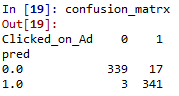 In [19]: confusion_matrx
Out[19]:
Clicked_on_Ad 0 1
pred
0.0 339 17
1.0 3 341